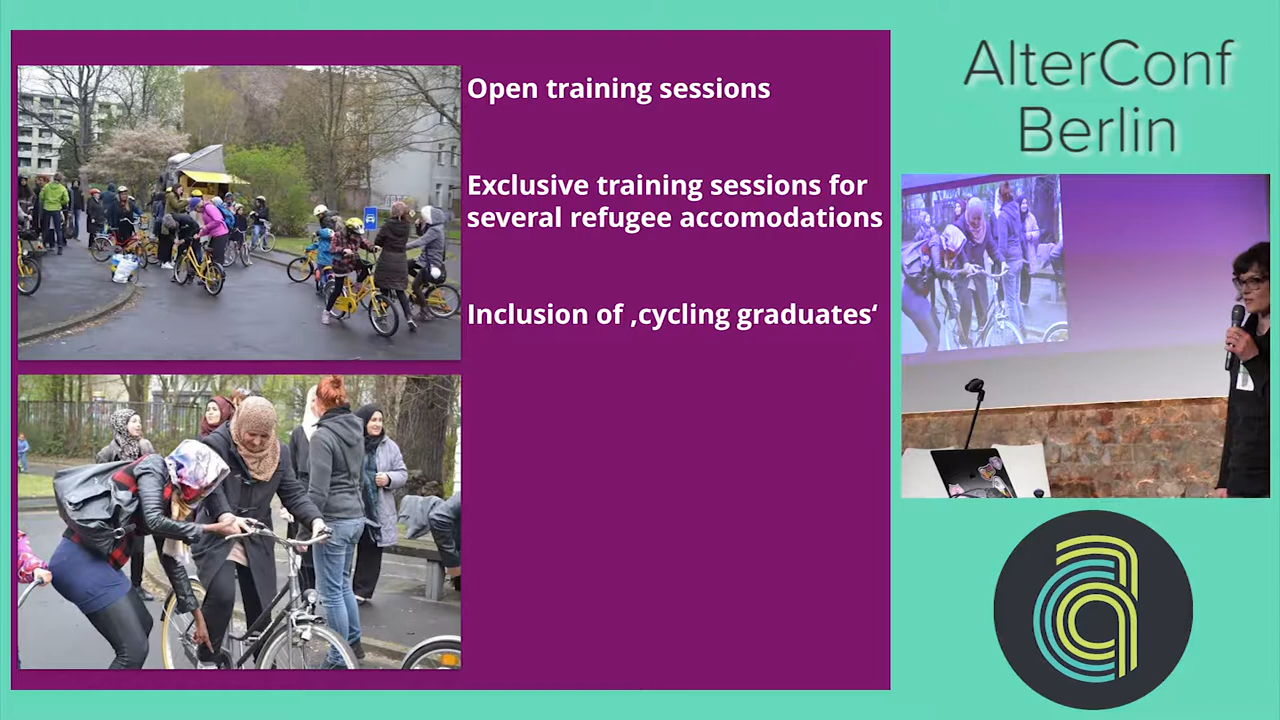 Open training sessions
Exclusive training sessions for
several refugee accomodations
Inclusion of ‚cycling graduates‘
AlterConf
Berlin